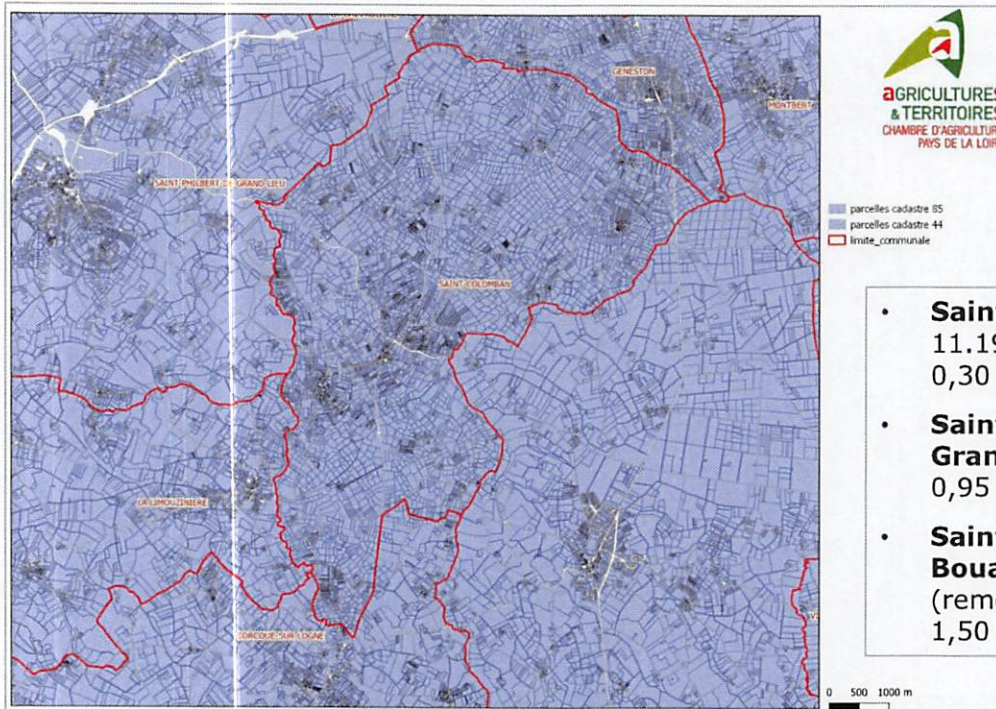 GENESTON
MONTBERT
SAINT-PHILBERT-DE-GRAND-LIEU
SAINT-COLOMBAN
LA LIMOUZINIERE
CORCOUE-SUR-LOGNE
a
AGRICULTURES
& TERRITOIRES
CHAMBRE D'AGRICULTURE
PAYS DE LA LOIR
parcelles cadastre 85
parcelles cadastre 44
limite_communale
• Saint
11.19
0,30
• Saint
Gran
0,95
• Saint
Boua
(rem
1,50
0 500 1000 m